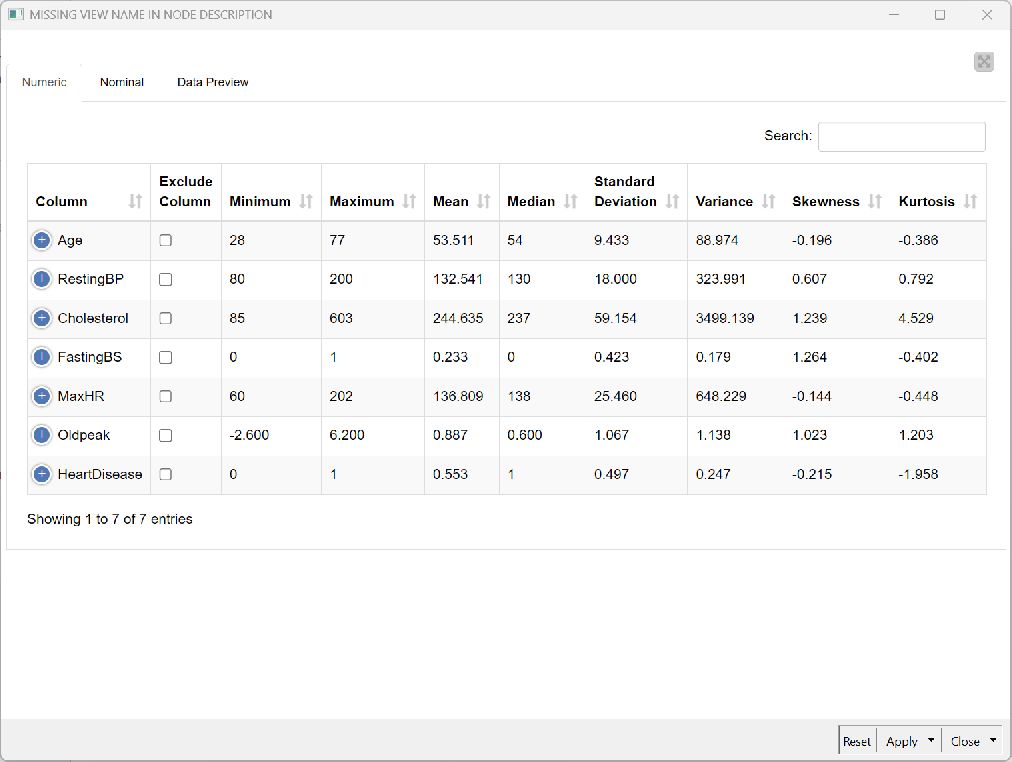 MISSING VIEW NAME IN NODE DESCRIPTION
Numeric Nominal Data Preview
Search:
Column Exclude Column Minimum Maximum Mean Median Standard Deviation Variance Skewness Kurtosis
Age 28 77 53.511 54 9.433 88.974 -0.196 -0.386
RestingBP 80 200 132.541 130 18.000 323.991 0.607 0.792
Cholesterol 85 603 244.635 237 59.154 3499.139 1.239 4.529
FastingBS 0 1 0.233 0 0.423 0.179 1.264 -0.402
MaxHR 60 202 136.809 138 25.460 648.229 -0.144 -0.448
Oldpeak -2.600 6.200 0.887 0.600 1.067 1.138 1.023 1.203
HeartDisease 0 1 0.553 1 0.497 0.247 -0.215 -1.958
Showing 1 to 7 of 7 entries
Reset Apply Close